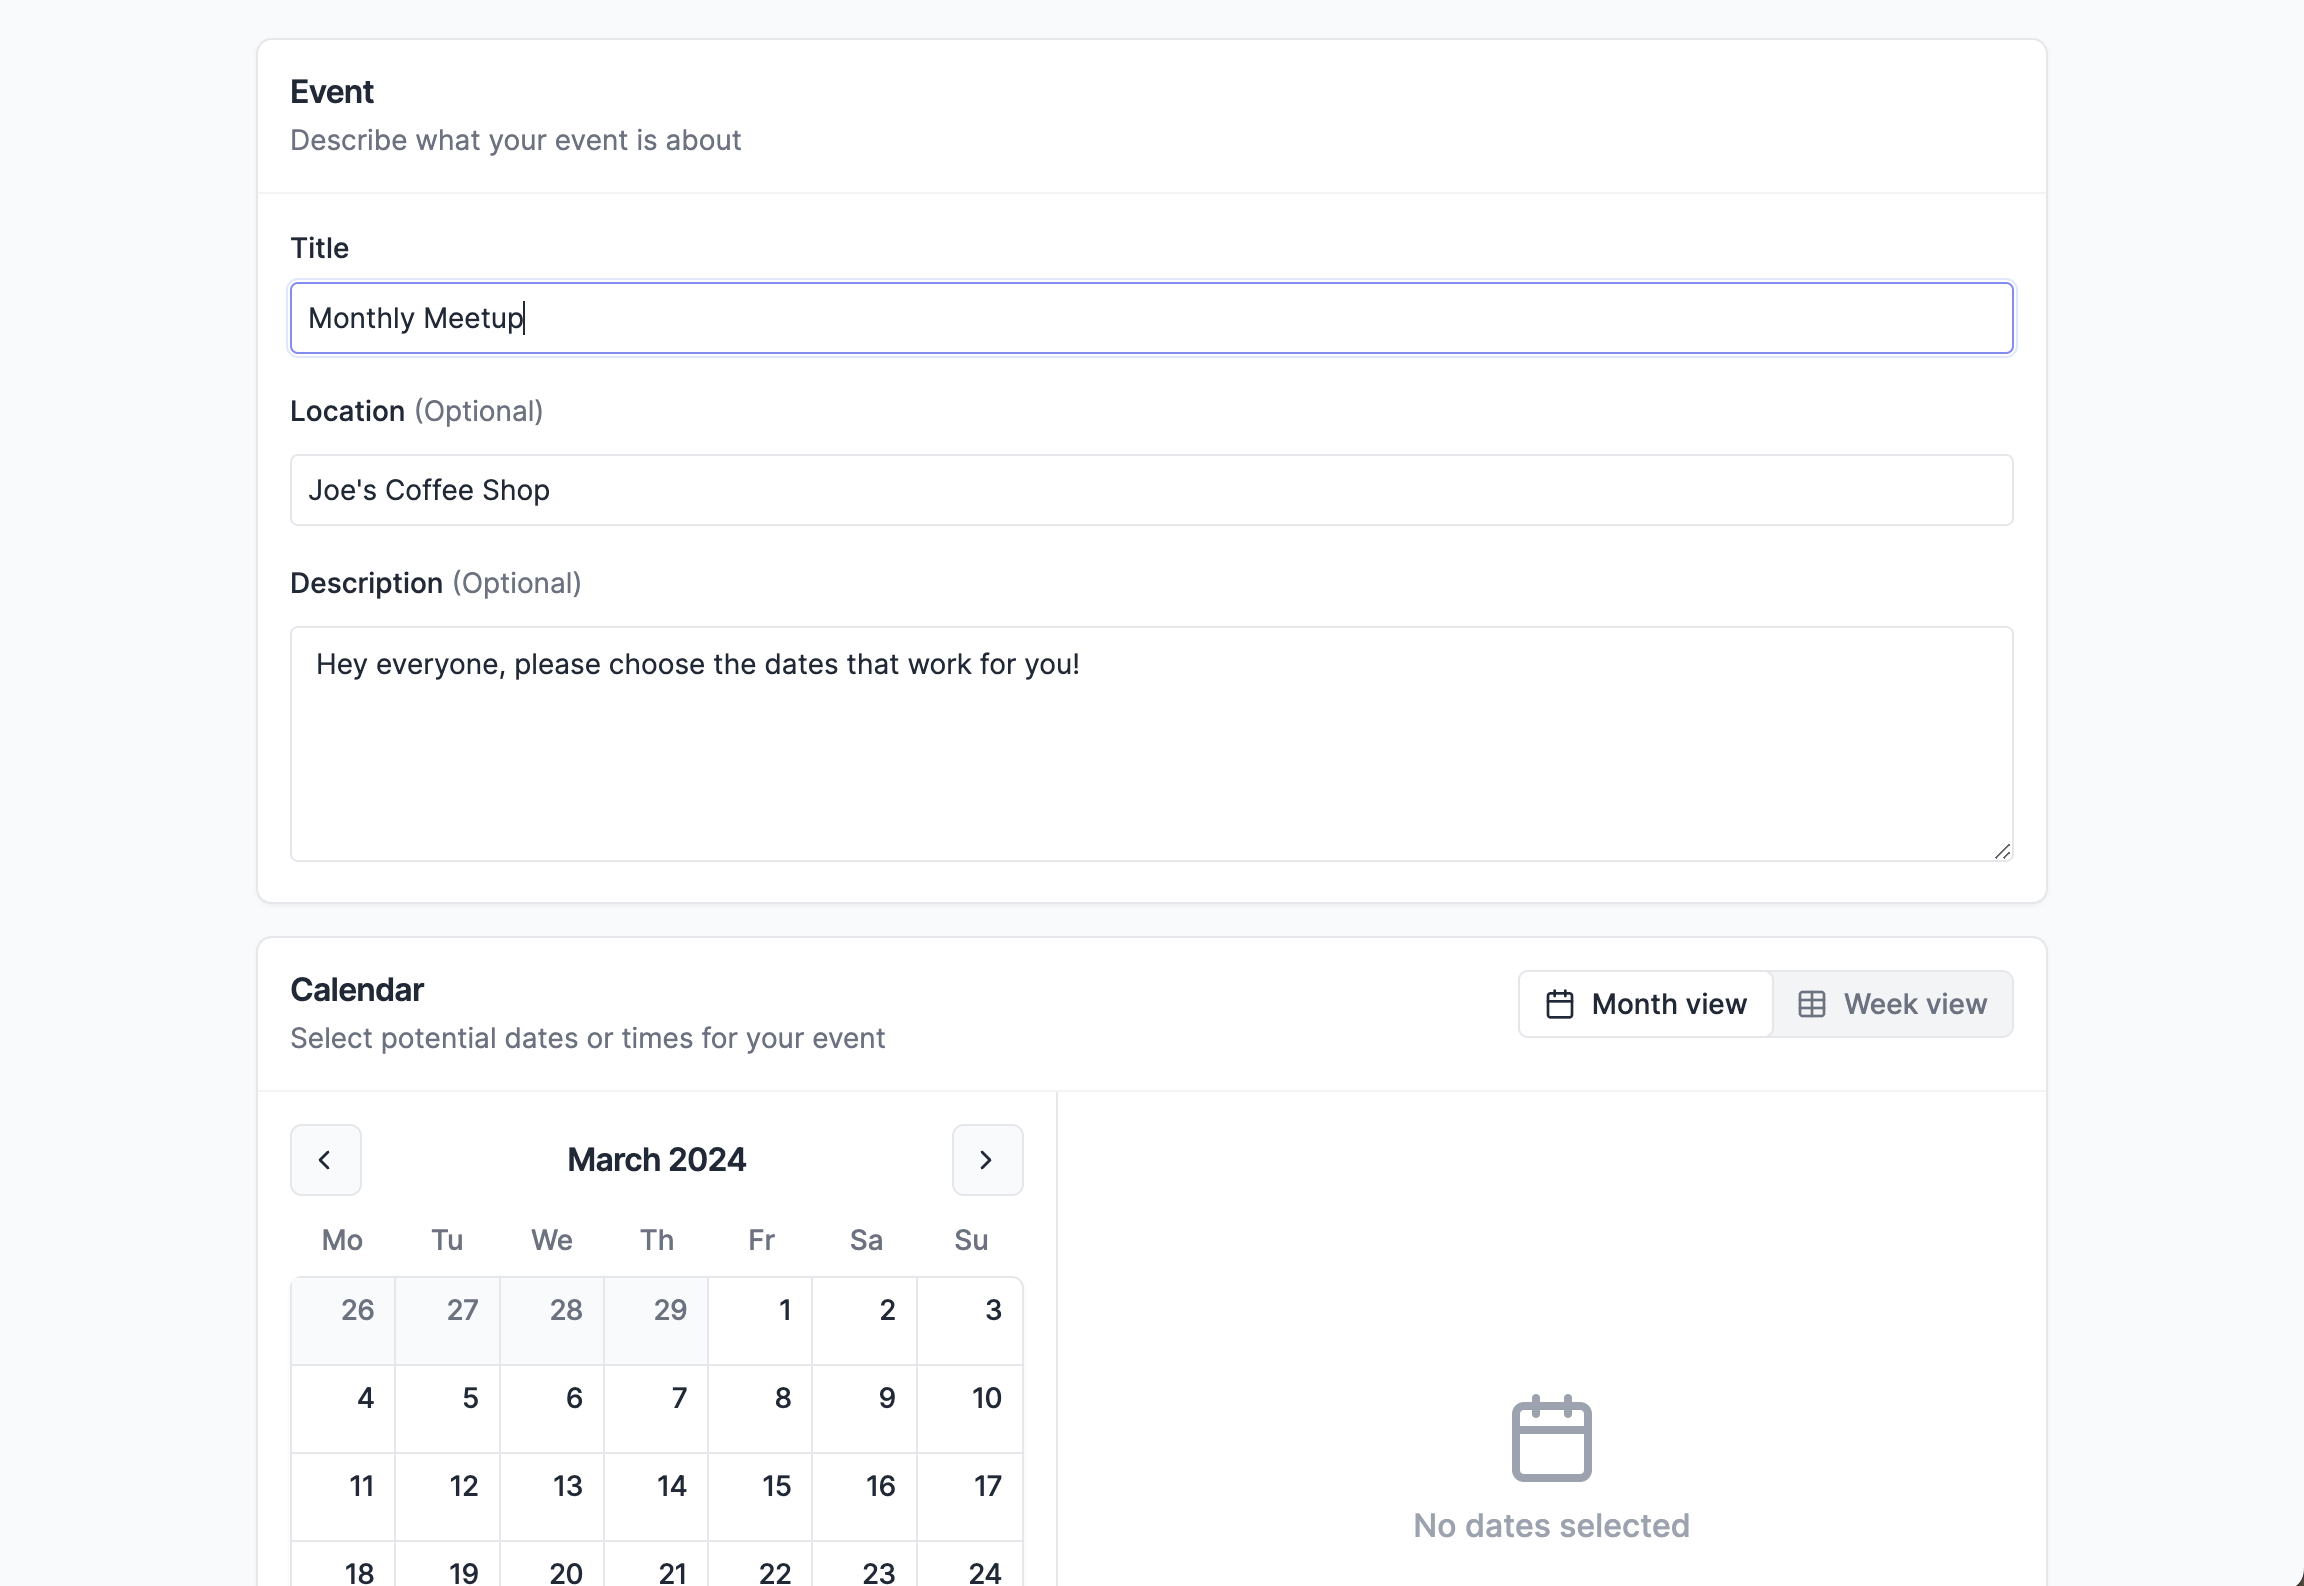 Event
Describe what your event is about
Title
Monthly Meetup
Location (Optional)
Joe's Coffee Shop
Description (Optional)
Hey everyone, please choose the dates that work for you!
Calendar
Select potential dates or times for your event
Month view
Week view
March 2024
Mo Tu We Th Fr Sa Su
26 27 28 29 1 2 3
4 5 6 7 8 9 10
11 12 13 14 15 16 17
18 19 20 21 22 23 24
No dates selected